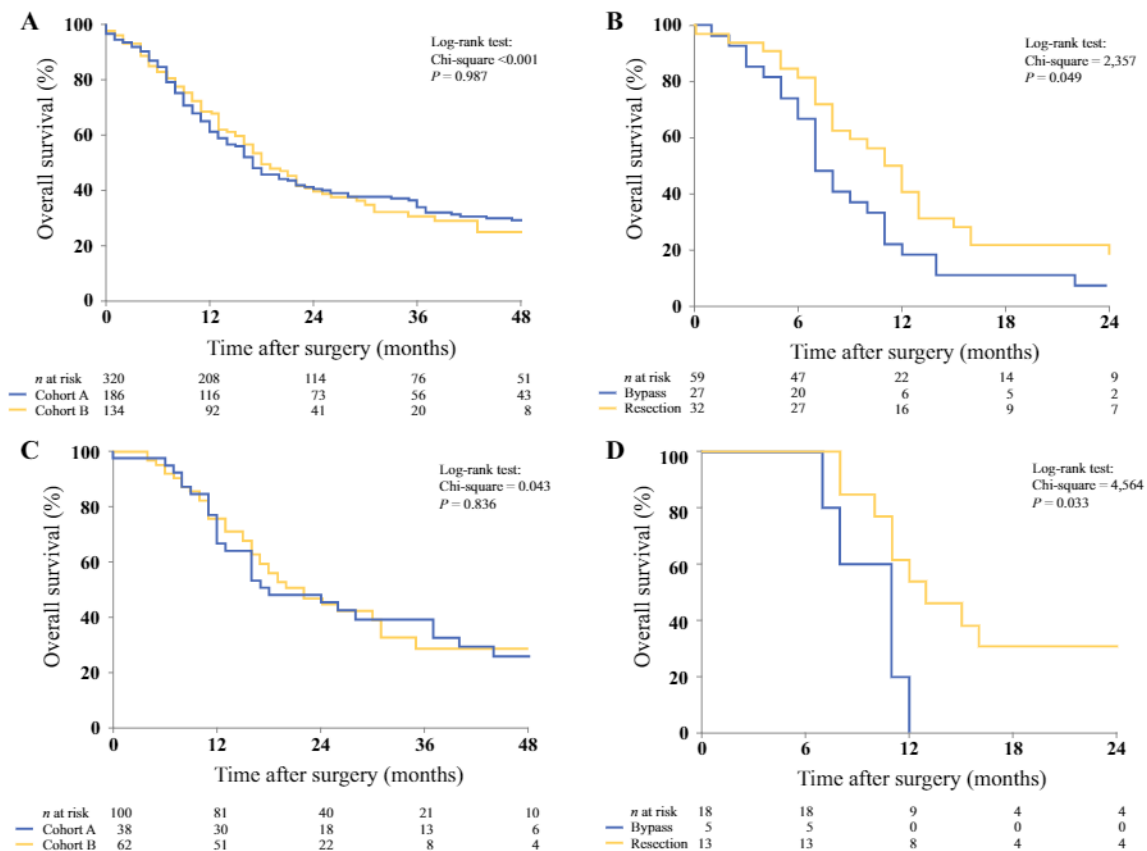 A
Overall survival (%)
100
80
60
40
20
0
Log-rank test:
Chi-square <0.001
P = 0.987
0 12 24 36 48
Time after surgery (months)
n at risk 320 208 114 76 51
Cohort A 186 116 73 56 43
Cohort B 134 92 41 20 8
B
Overall survival (%)
100
80
60
40
20
0
Log-rank test:
Chi-square = 2,357
P = 0.049
0 6 12 18 24
Time after surgery (months)
n at risk 59 47 22 14 9
Bypass 27 20 6 5 2
Resection 32 27 16 9 7
C
Overall survival (%)
100
80
60
40
20
0
Log-rank test:
Chi-square = 0.043
P = 0.836
0 12 24 36 48
Time after surgery (months)
n at risk 100 81 40 21 10
Cohort A 38 30 18 13 6
Cohort B 62 51 22 8 4
D
Overall survival (%)
100
80
60
40
20
0
Log-rank test:
Chi-square = 4,564
P = 0.033
0 6 12 18 24
Time after surgery (months)
n at risk 18 18 9 4 4
Bypass 5 5 0 0 0
Resection 13 13 8 4 4